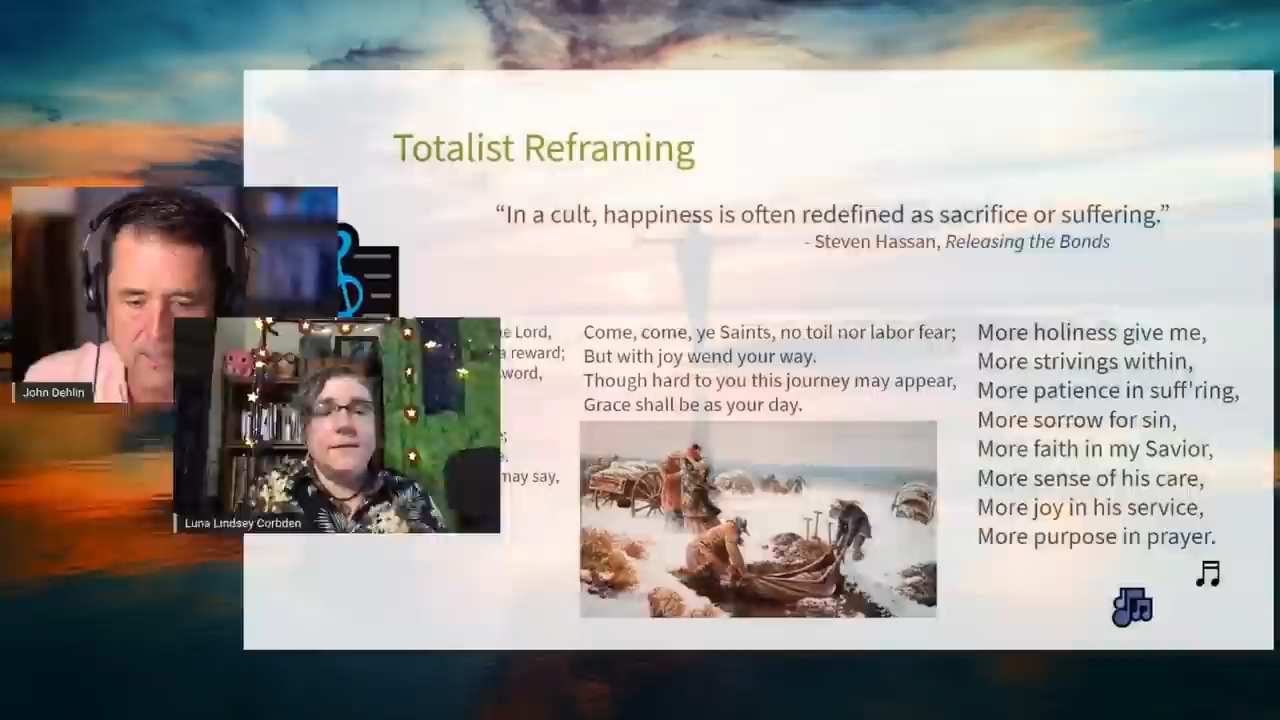 Totalist Reframing
“In a cult, happiness is often redefined as sacrifice or suffering.”
- Steven Hassan, Releasing the Bonds
John Dehlin
Luna Lindsey Corbden
Lord,
reward;
may say,
Come, come, ye Saints, no toil nor labor fear;
But with joy wend your way.
Though hard to you this journey may appear,
Grace shall be as your day.
More holiness give me,
More strivings within,
More patience in suff'ring,
More sorrow for sin,
More faith in my Savior,
More sense of his care,
More joy in his service,
More purpose in prayer.